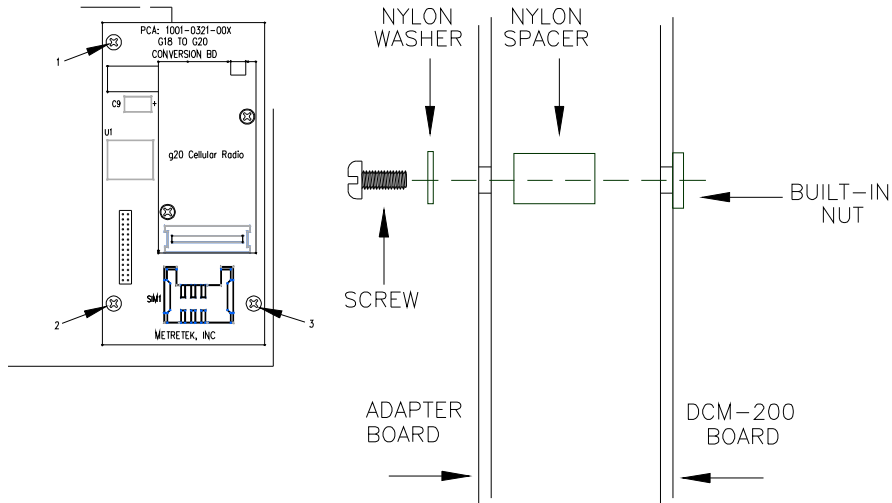 PCA: 1001-0321-00X
G18 TO G20
CONVERSION BD
1
C9 +
U1
g20 Cellular Radio
SIM1
2
3
METRETEK, INC
NYLON
WASHER
NYLON
SPACER
SCREW
BUILT-IN
NUT
ADAPTER
BOARD
DCM-200
BOARD